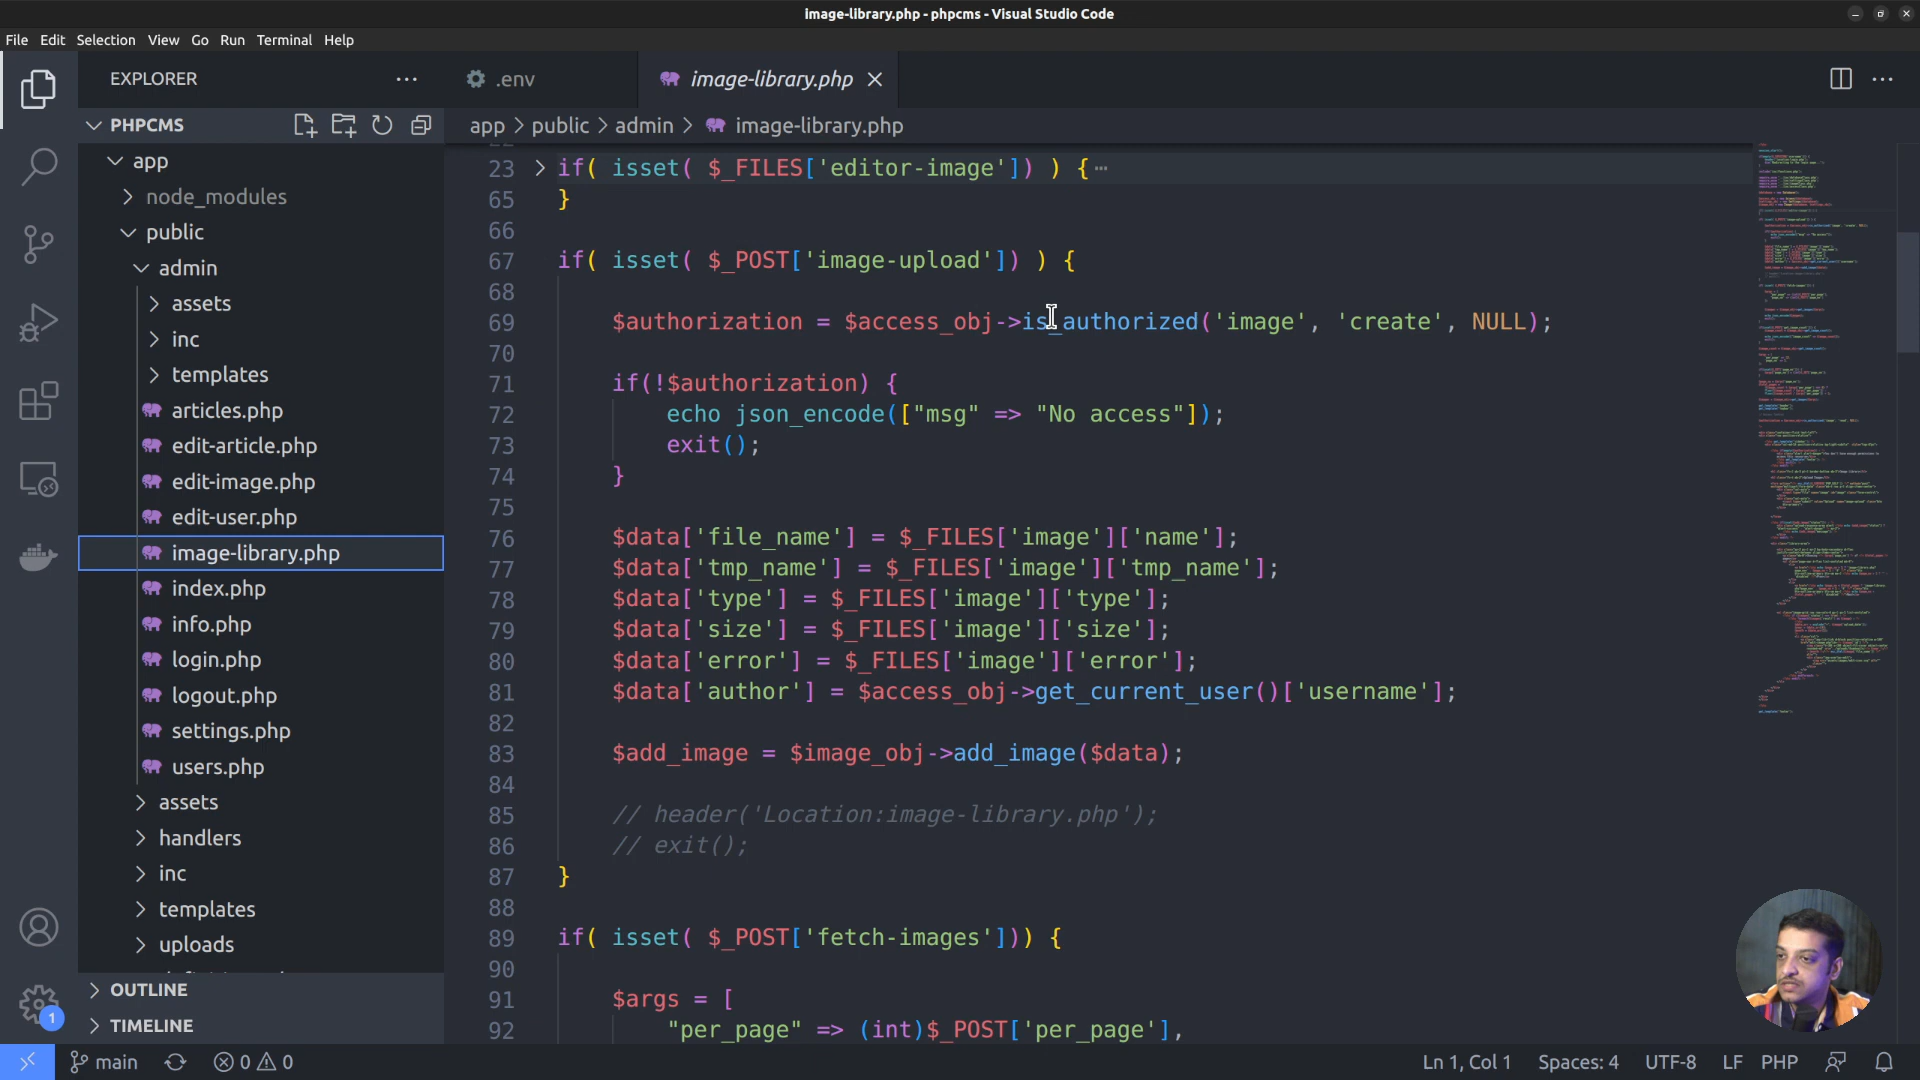 image-library.php - phpcms - Visual Studio Code
File Edit Selection View Go Run Terminal Help
EXPLORER
.env
image-library.php
PHPCMS
app > public > admin > image-library.php
app
node_modules
public
admin
assets
inc
templates
articles.php
edit-article.php
edit-image.php
edit-user.php
image-library.php
index.php
info.php
login.php
logout.php
settings.php
users.php
assets
handlers
inc
templates
uploads
OUTLINE
TIMELINE
23 if( isset( $_FILES['editor-image']) ) {⋯
65 }
66
67 if( isset( $_POST['image-upload']) ) {
68
69 $authorization = $access_obj->is_authorized('image', 'create', NULL);
70
71 if(!$authorization) {
72 echo json_encode(["msg" => "No access"]);
73 exit();
74 }
75
76 $data['file_name'] = $_FILES['image']['name'];
77 $data['tmp_name'] = $_FILES['image']['tmp_name'];
78 $data['type'] = $_FILES['image']['type'];
79 $data['size'] = $_FILES['image']['size'];
80 $data['error'] = $_FILES['image']['error'];
81 $data['author'] = $access_obj->get_current_user()['username'];
82
83 $add_image = $image_obj->add_image($data);
84
85 // header('Location:image-library.php');
86 // exit();
87 }
88
89 if( isset( $_POST['fetch-images'])) {
90
91 $args = [
92 "per_page" => (int)$_POST['per_page'],
1
main 0 0 Ln 1, Col 1 Spaces: 4 UTF-8 LF PHP